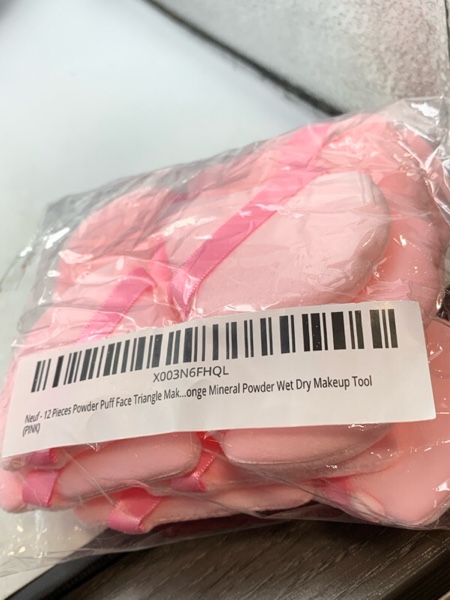 X003N6FHQL
Neuf - 12 Pieces Powder Puff Face Triangle Mak...onge Mineral Powder Wet Dry Makeup Tool
(PINK)